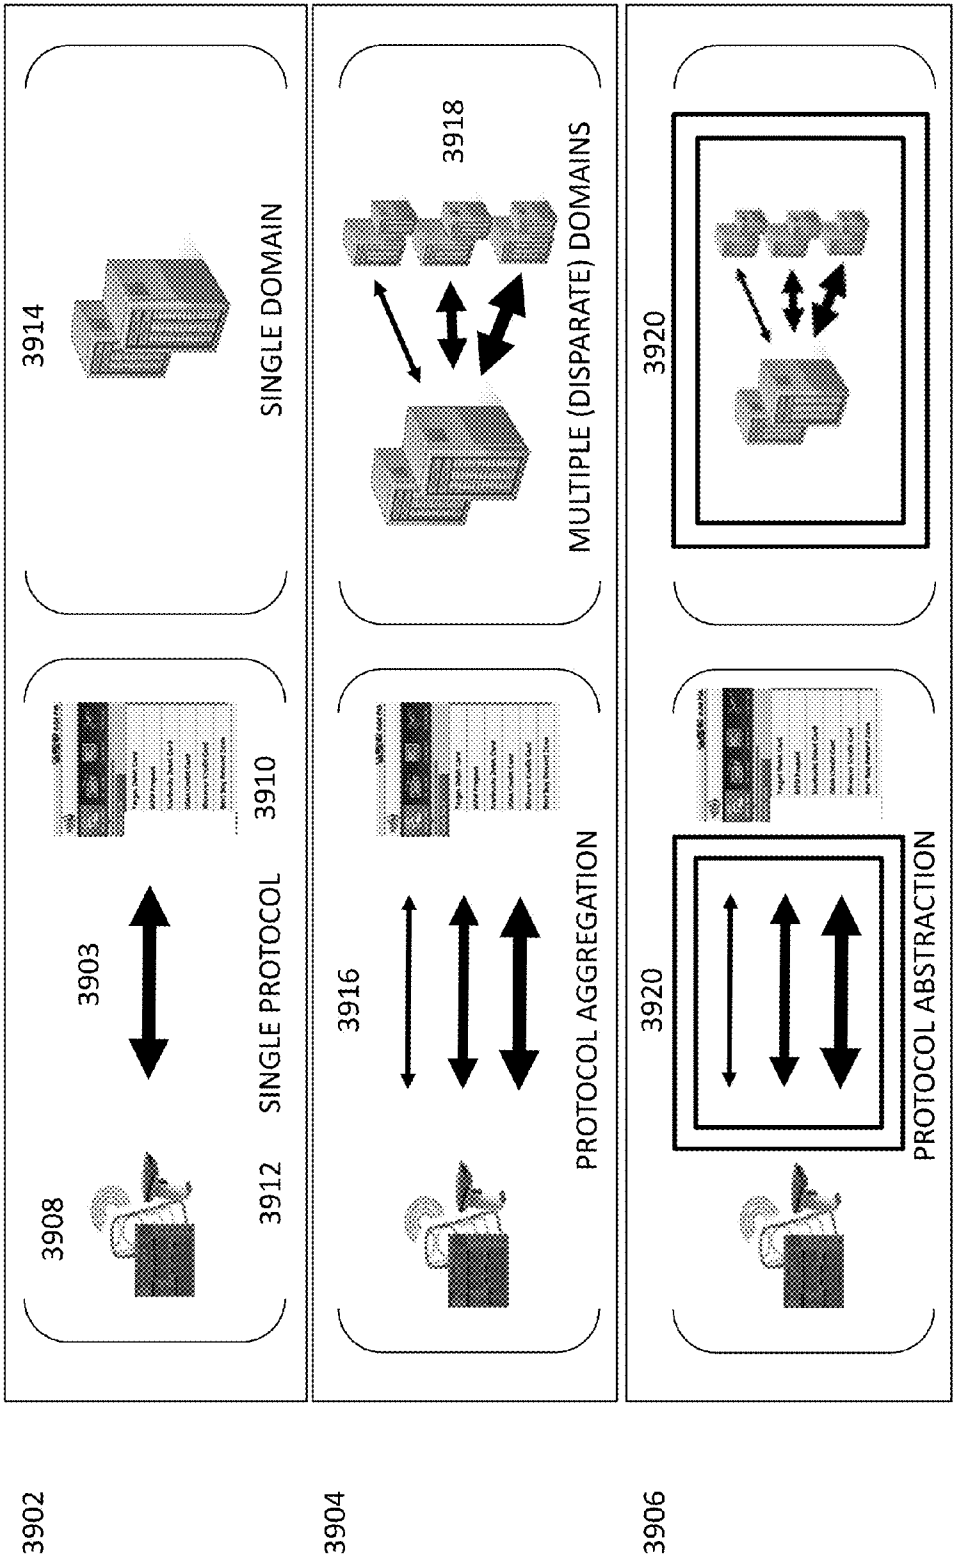 3902
3908
3903
3914
3912
SINGLE PROTOCOL
3910
SINGLE DOMAIN
3904
3916
3918
PROTOCOL AGGREGATION
MULTIPLE (DISPARATE) DOMAINS
3906
3920
3920
PROTOCOL ABSTRACTION